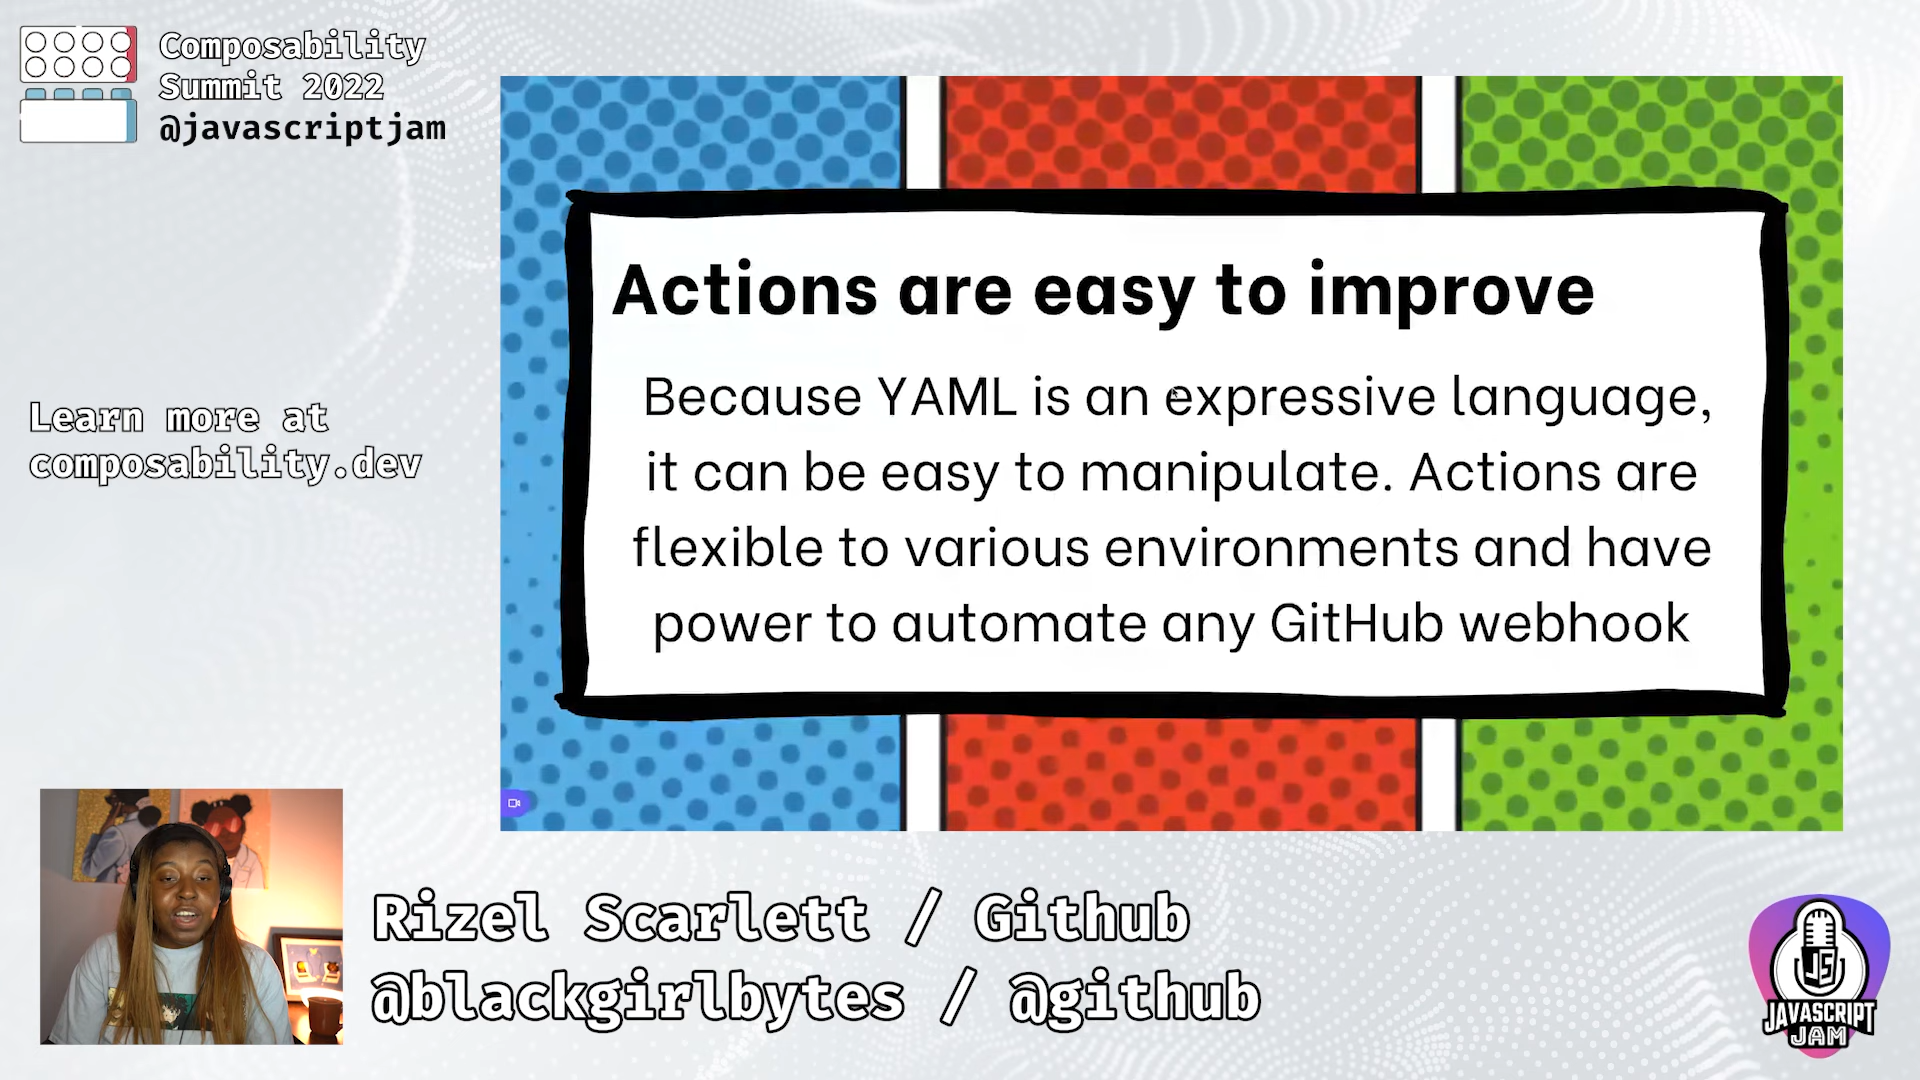 Composability
Summit 2022
@javascriptjam
Learn more at
composability.dev
Actions are easy to improve
Because YAML is an expressive language,
it can be easy to manipulate. Actions are
flexible to various environments and have
power to automate any GitHub webhook
Rizel Scarlett / Github
@blackgirlbytes / @github
JS
JAVASCRIPT
JAM